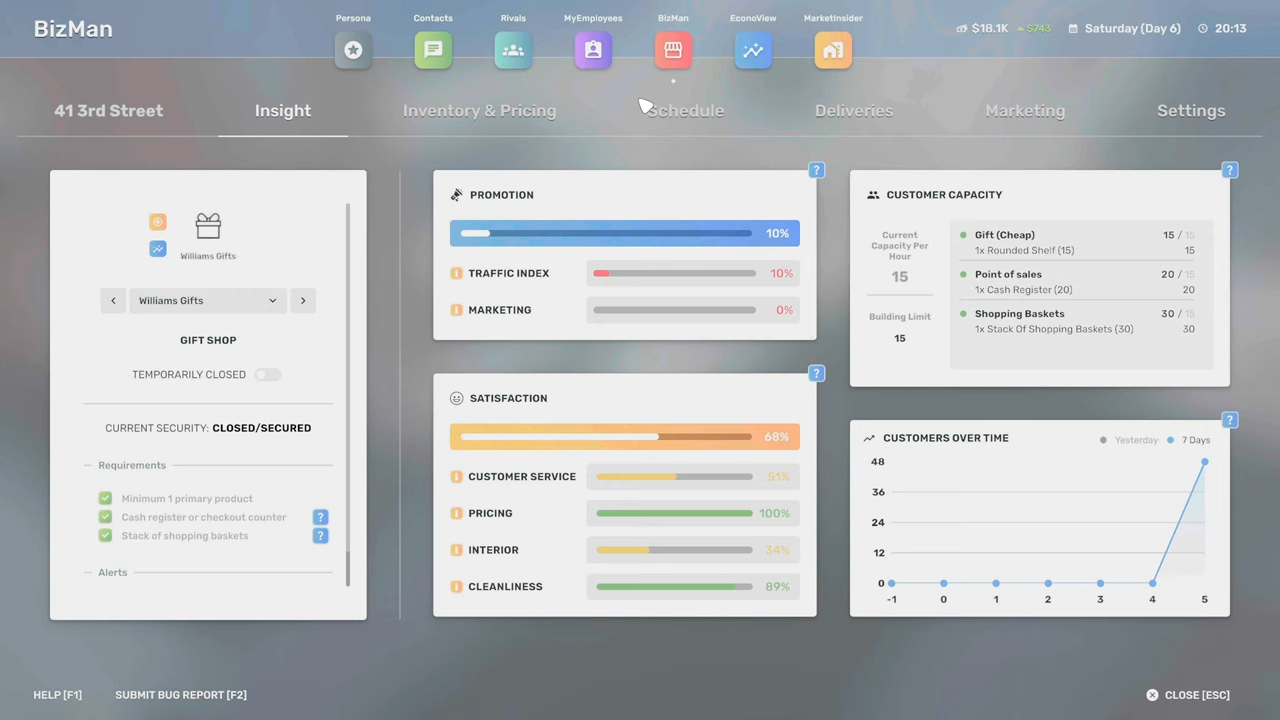 BizMan
Persona
Contacts
Rivals
MyEmployees
BizMan
EconoView
MarketInsider
$18.1K
$743
Saturday (Day 6)
20:13
41 3rd Street
Insight
Inventory & Pricing
Schedule
Deliveries
Marketing
Settings
Williams Gifts
Williams Gifts
GIFT SHOP
TEMPORARILY CLOSED
CURRENT SECURITY: CLOSED/SECURED
Requirements
Minimum 1 primary product
Cash register or checkout counter
?
Stack of shopping baskets
?
Alerts
?
PROMOTION
10%
TRAFFIC INDEX
10%
MARKETING
0%
?
SATISFACTION
68%
CUSTOMER SERVICE
51%
PRICING
100%
INTERIOR
34%
CLEANLINESS
89%
?
CUSTOMER CAPACITY
Current
Capacity Per
Hour
15
Building Limit
15
Gift (Cheap)
15 / 15
1x Rounded Shelf (15)
15
Point of sales
20 / 15
1x Cash Register (20)
20
Shopping Baskets
30 / 15
1x Stack Of Shopping Baskets (30)
30
?
CUSTOMERS OVER TIME
Yesterday
7 Days
48
36
24
12
0
-1
0
1
2
3
4
5
HELP [F1]
SUBMIT BUG REPORT [F2]
CLOSE [ESC]